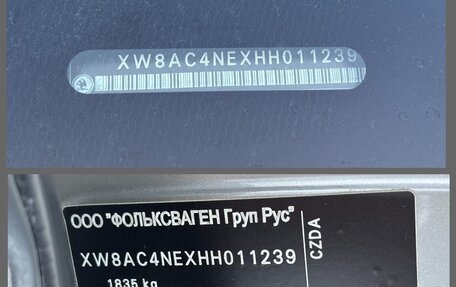 XW8AC4NEXHH011239
ООО "ФОЛЬКСВАГЕН Груп Рус"
XW8AC4NEXHH011239
1835 kg
CZDA